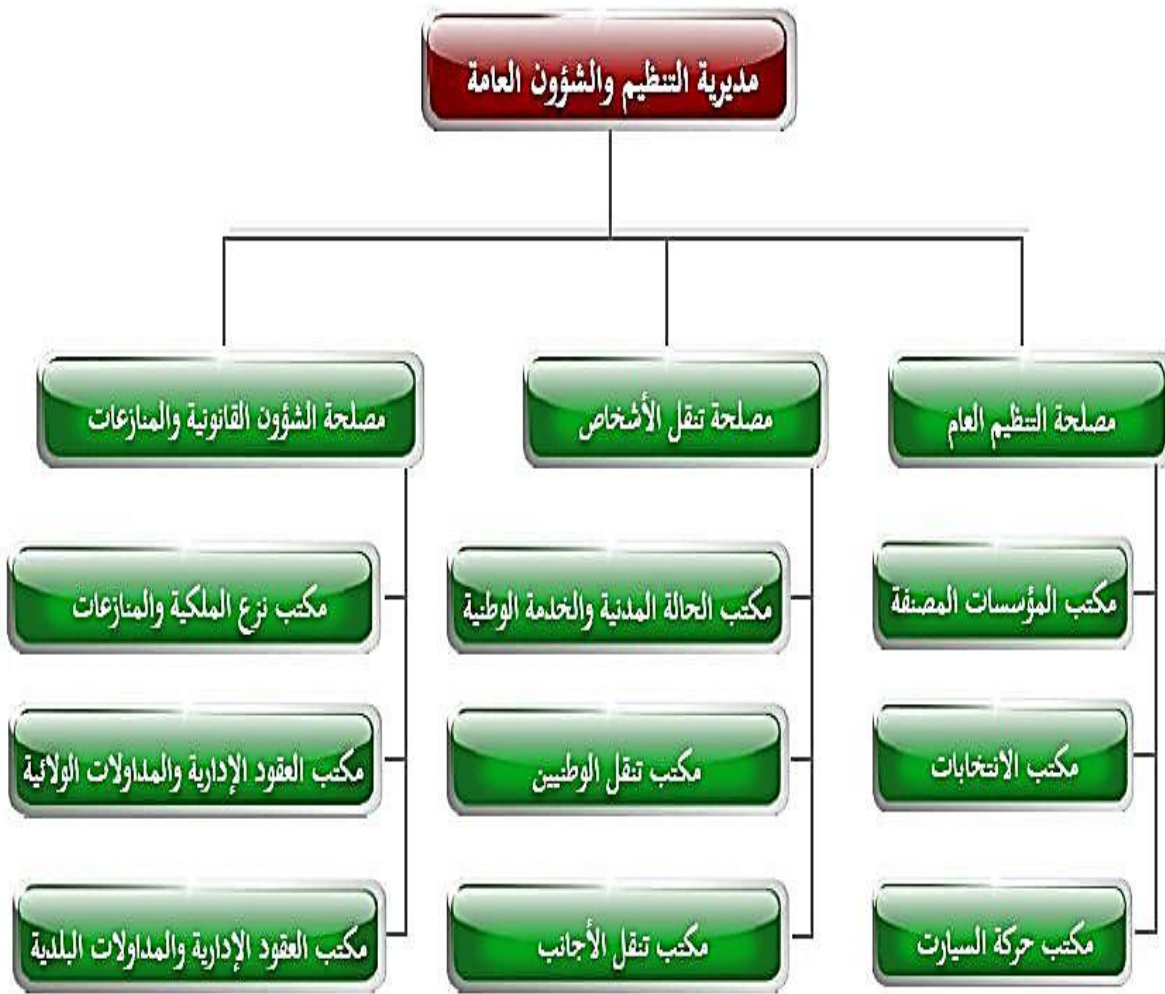 مديرية التنظيم والشؤون العامة
مصلحة التنظيم العام
مكتب المؤسسات المصنفة
مكتب الانتخابات
مكتب حركة السيارت
مصلحة تنقل الأشخاص
مكتب الحالة المدنية والخدمة الوطنية
مكتب تنقل الوطنيين
مكتب تنقل الأجانب
مصلحة الشؤون القانونية والمنازعات
مكتب نزع الملكية والمنازعات
مكتب العقود الإدارية والمداولات الولائية
مكتب العقود الإدارية والمداولات البلدية